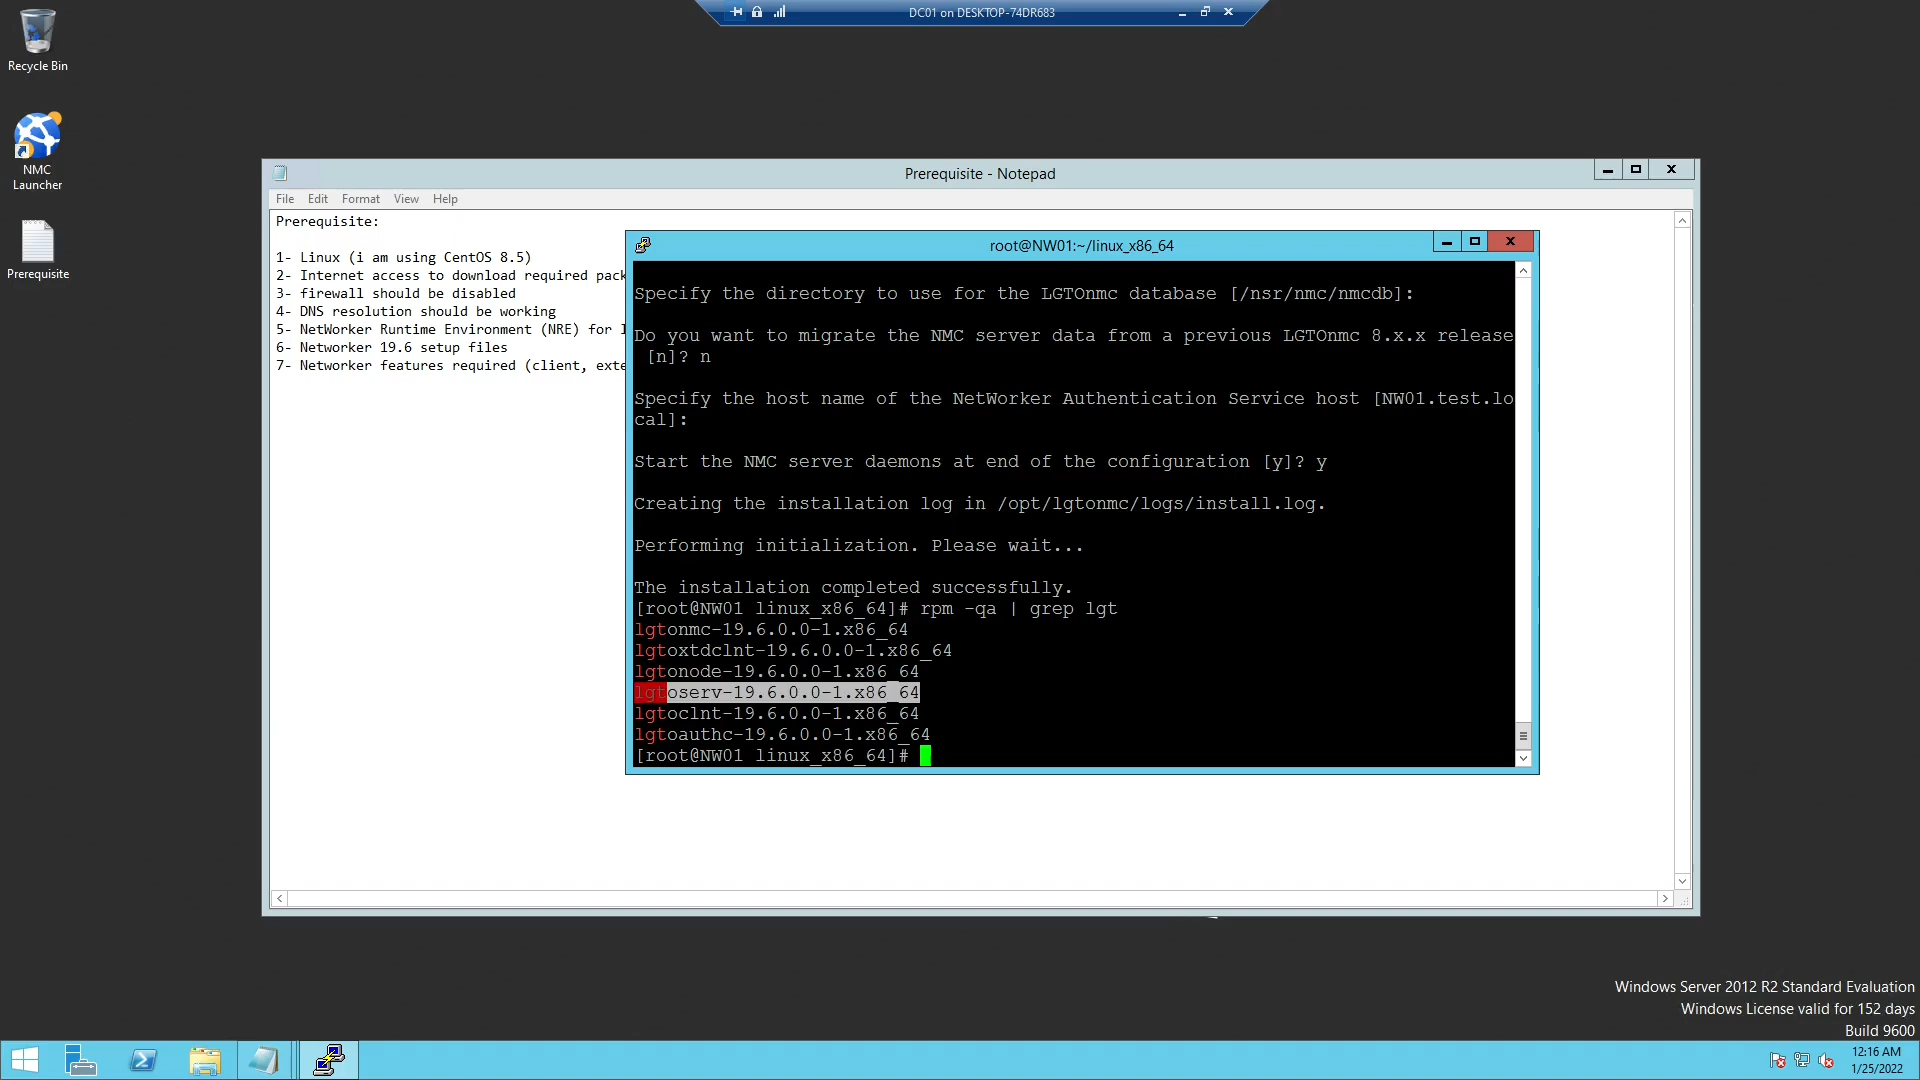 DC01 on DESKTOP-74DR683
Recycle Bin
NMC
Launcher
Prerequisite
Prerequisite - Notepad
File Edit Format View Help
Prerequisite:
1- Linux (i am using CentOS 8.5)
2- Internet access to download required pack
3- firewall should be disabled
4- DNS resolution should be working
5- NetWorker Runtime Environment (NRE) for l
6- Networker 19.6 setup files
7- Networker features required (client, exte
root@NW01:~/linux_x86_64
Specify the directory to use for the LGTOnmc database [/nsr/nmc/nmcdb]:
Do you want to migrate the NMC server data from a previous LGTOnmc 8.x.x release
[n]? n
Specify the host name of the NetWorker Authentication Service host [NW01.test.lo
cal]:
Start the NMC server daemons at end of the configuration [y]? y
Creating the installation log in /opt/lgtonmc/logs/install.log.
Performing initialization. Please wait...
The installation completed successfully.
[root@NW01 linux_x86_64]# rpm -qa | grep lgt
lgtonmc-19.6.0.0-1.x86_64
lgtoxtdclnt-19.6.0.0-1.x86_64
lgtonode-19.6.0.0-1.x86_64
lgtoserv-19.6.0.0-1.x86_64
lgtoclnt-19.6.0.0-1.x86_64
lgtoauthc-19.6.0.0-1.x86_64
[root@NW01 linux_x86_64]#
Windows Server 2012 R2 Standard Evaluation
Windows License valid for 152 days
Build 9600
12:16 AM
1/25/2022